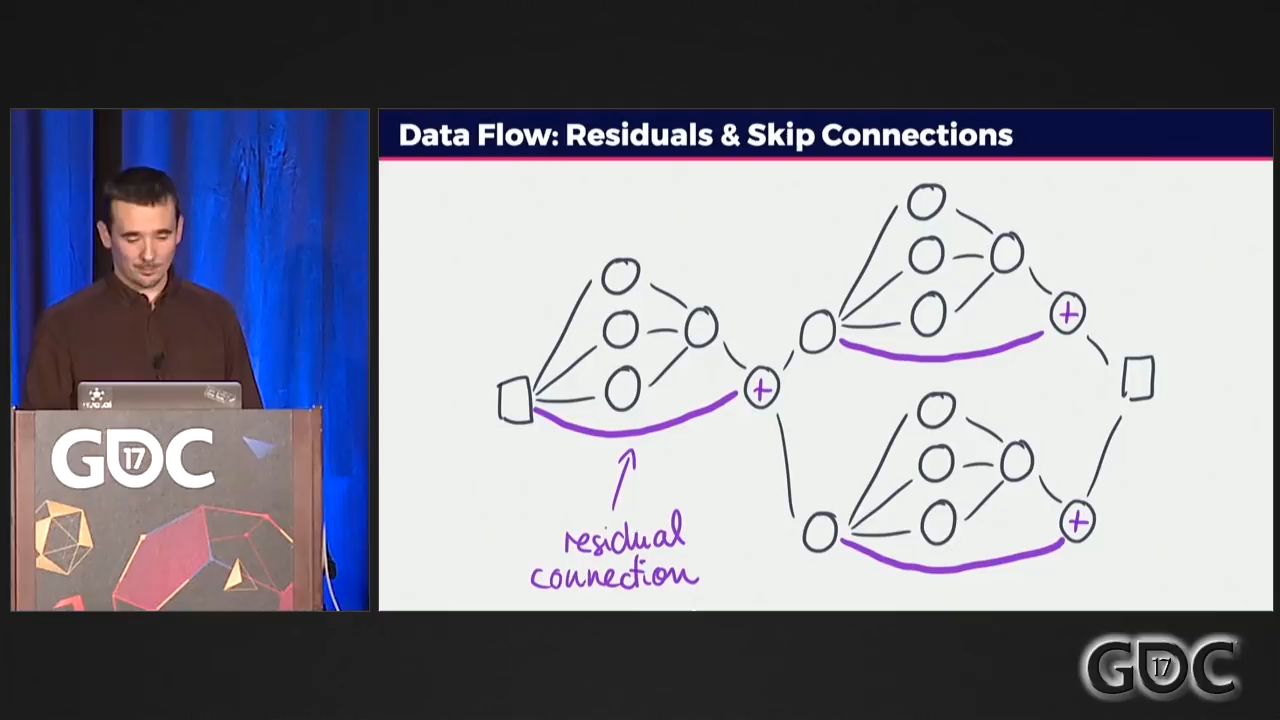 Data Flow: Residuals & Skip Connections
+
+
+
residual
connection
GDC
17
GDC
17